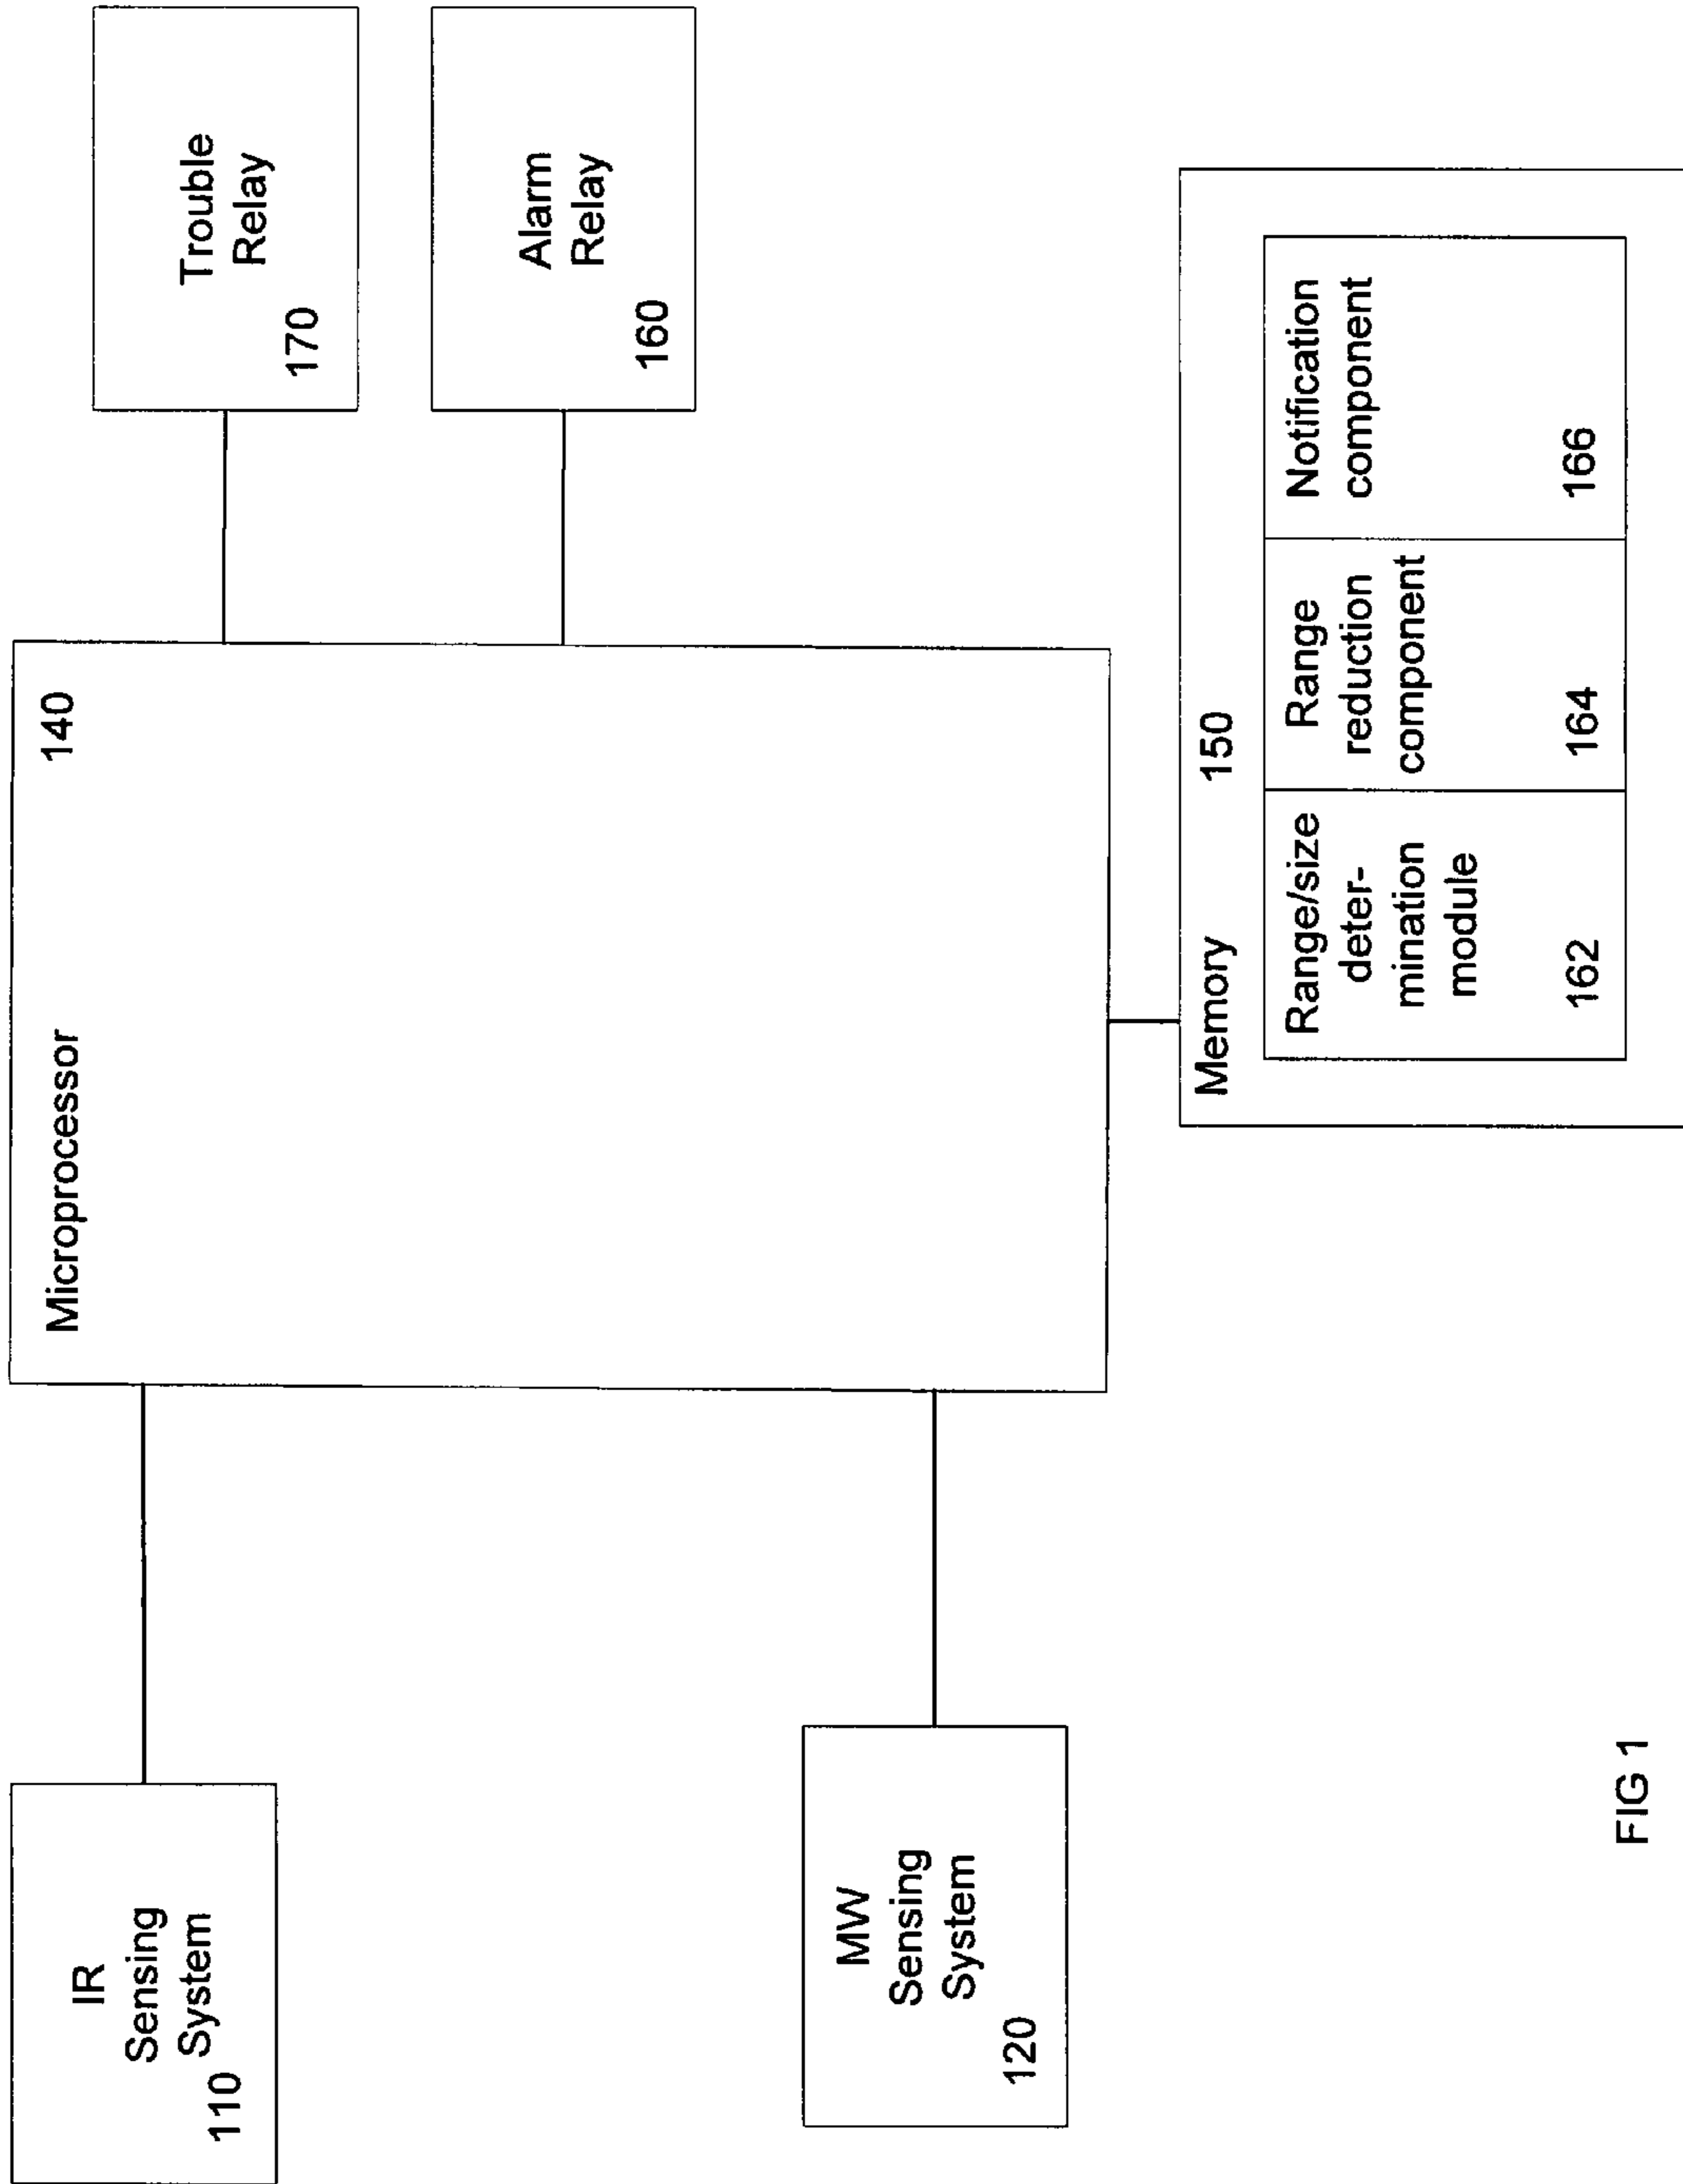 IR
Sensing
System
110
MW
Sensing
System
120
Microprocessor 140
Trouble
Relay
170
Alarm
Relay
160
Memory 150
Range/size
deter-
mination
module
162
Range
reduction
component
164
Notification
component
166
FIG 1